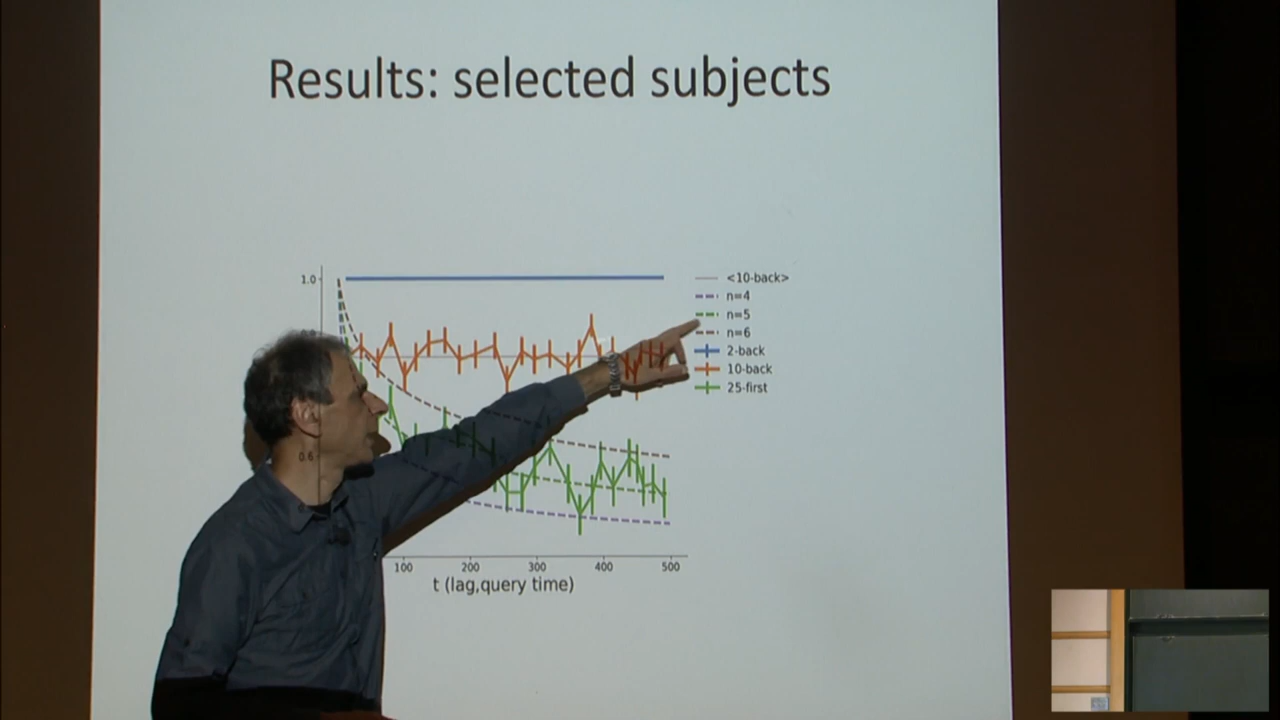 Results: selected subjects
1.0
<10-back>
n=4
n=5
n=6
2-back
10-back
25-first
0.6
100 200 300 400 500
t (lag,query time)